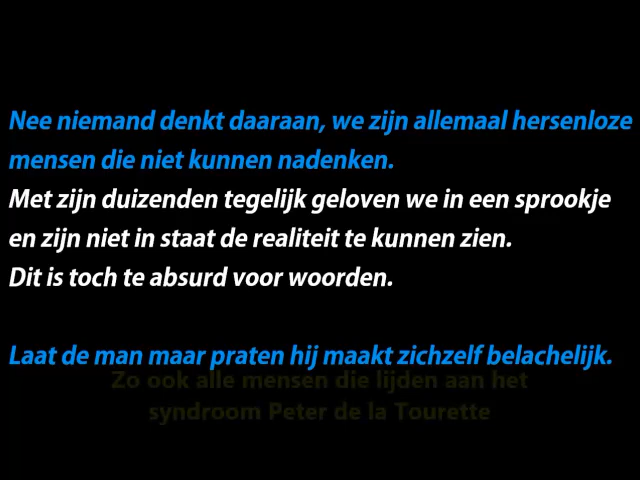 Nee niemand denkt daaraan, we zijn allemaal hersenloze
mensen die niet kunnen nadenken.
Met zijn duizenden tegelijk geloven we in een sprookje
en zijn niet in staat de realiteit te kunnen zien.
Dit is toch te absurd voor woorden.
Laat de man maar praten hij maakt zichzelf belachelijk.
Zo ook alle mensen die lijden aan het
syndroom Peter de la Tourette